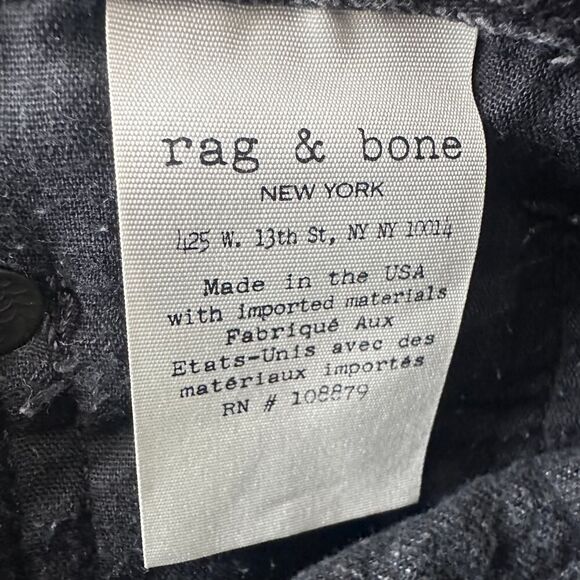 rag & bone
NEW YORK
425 W. 13th St, NY NY 10014
Made in the USA
with imported materials
Fabriqué Aux
Etats-Unis avec des
matériaux importés
RN # 108879